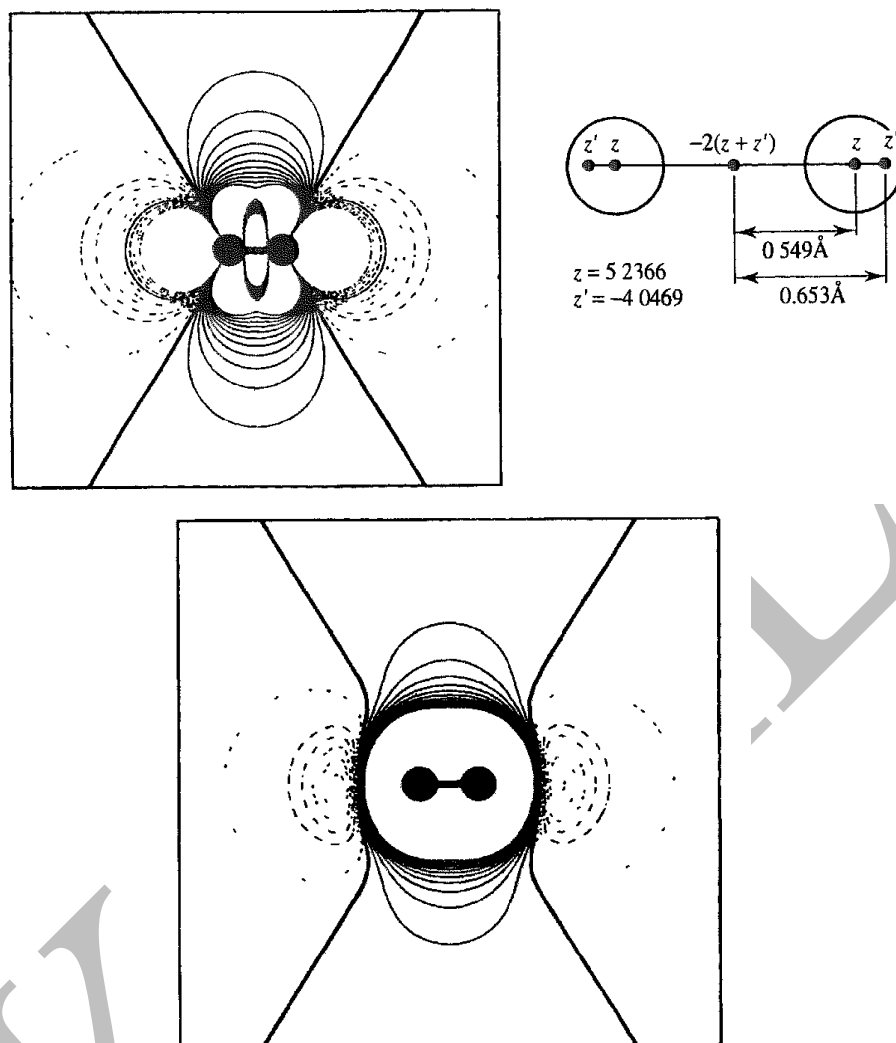 z' z -2(z + z') z z'
0 549Å
z = 5 2366
z' = -4 0469
0.653Å